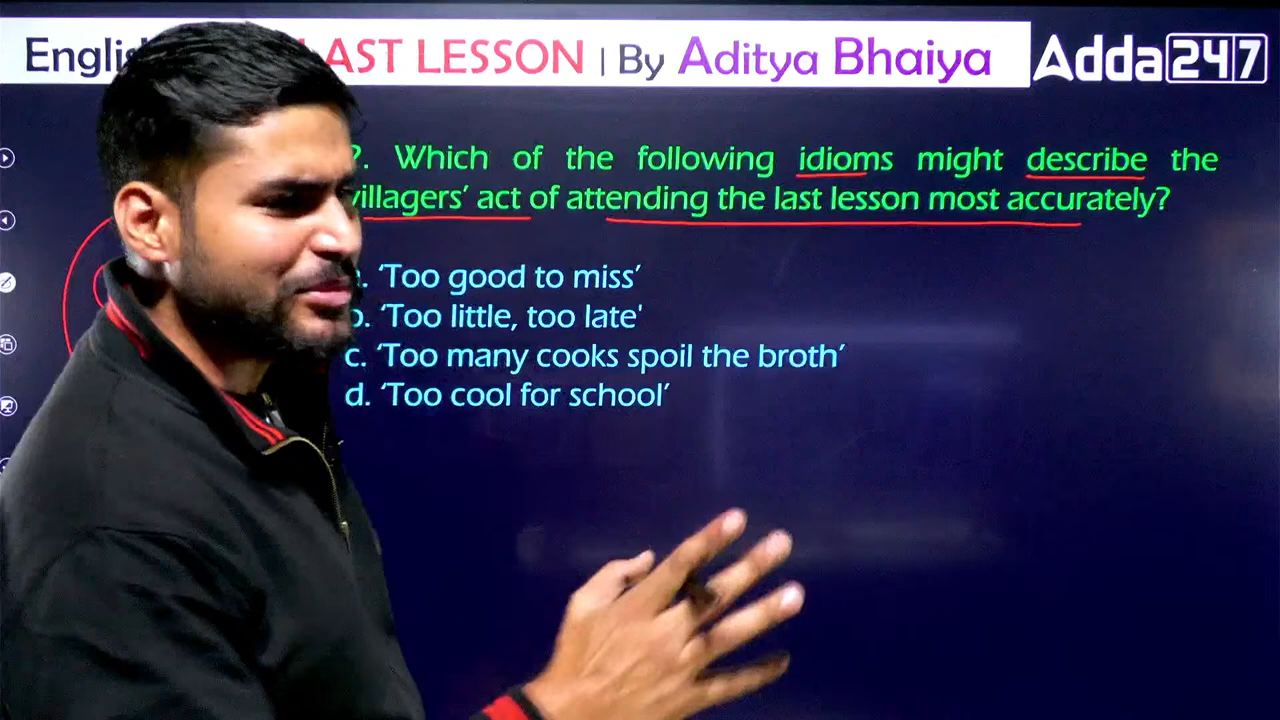 English LAST LESSON | By Aditya Bhaiya
Adda247
?. Which of the following idioms might describe the
villagers’ act of attending the last lesson most accurately?
a. ‘Too good to miss’
b. ‘Too little, too late'
c. ‘Too many cooks spoil the broth’
d. ‘Too cool for school’